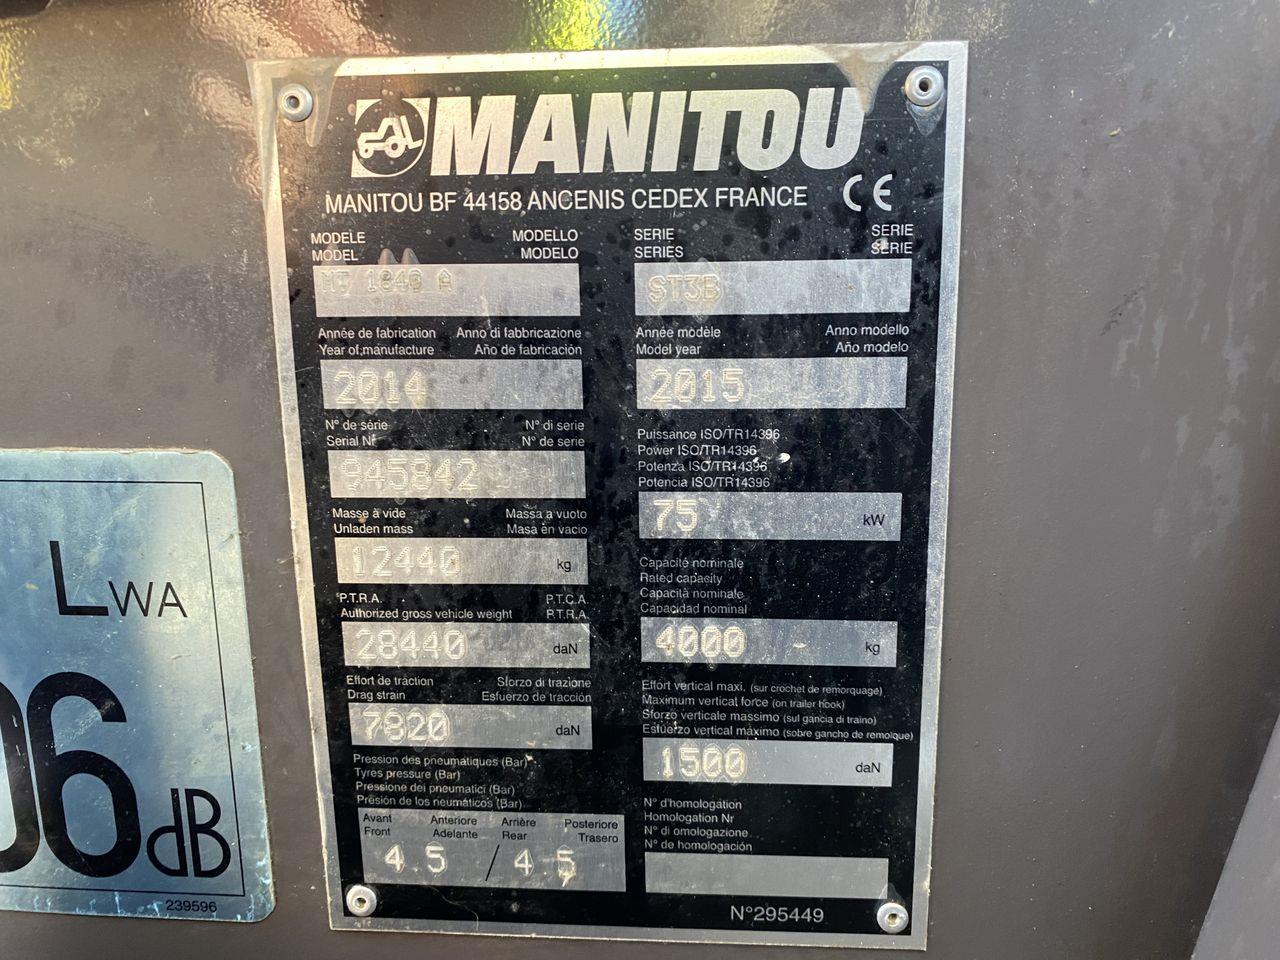 MANITOU
MANITOU BF 44158 ANCENIS CEDEX FRANCE CE
MODELE MODELLO
MODEL MODELO
MT 1840 A
SERIE SERIE
SERIES SERIE
ST3B
Année de fabrication Anno di fabbricazione
Year of manufacture Año de fabricación
2014
Année modèle Anno modello
Model year Año modelo
2015
N° de série N° di serie
Serial Nr N° de serie
945842
Puissance ISO/TR14396
Power ISO/TR14396
Potenza ISO/TR14396
Potencia ISO/TR14396
75 kW
Masse à vide Massa a vuoto
Unladen mass Masa en vacio
12440 kg
Capacité nominale
Rated capacity
Capacità nominale
Capacidad nominal
4000 kg
P.T.R.A. P.T.C.A.
Authorized gross vehicle weight P.T.R.A.
28440 daN
Effort de traction Sforzo di trazione
Drag strain Esfuerzo de tracción
7820 daN
Effort vertical maxi. (sur crochet de remorquage)
Maximum vertical force (on trailer hook)
Sforzo verticale massimo (sul gancia di traino)
Esfuerzo vertical máximo (sobre gancho de remolque)
1500 daN
Pression des pneumatiques (Bar)
Tyres pressure (Bar)
Pressione dei pneumatici (Bar)
Présión de los neumáticos (Bar)
Avant Anteriore Arrière Posteriore
Front Adelante Rear Trasero
4.5 / 4.5
N° d'homologation
Homologation Nr
N° di omologazione
N° de homologación
N°295449
LWA
06 dB
239596